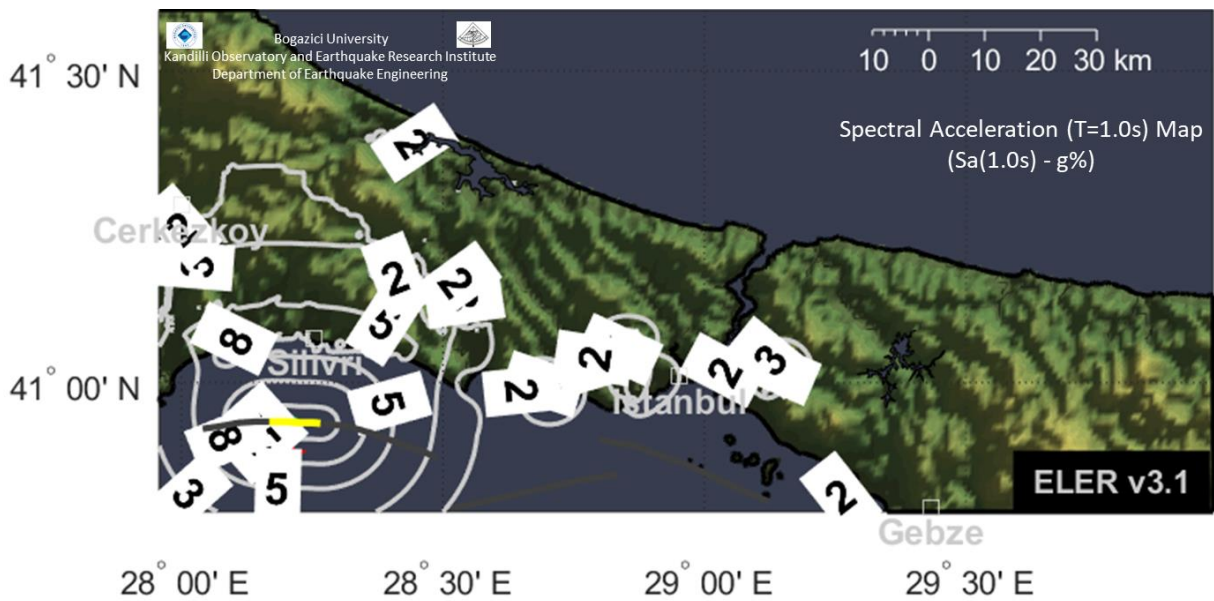 Bogazici University
Kandilli Observatory and Earthquake Research Institute
Department of Earthquake Engineering
41° 30' N
10 0 10 20 30 km
Spectral Acceleration (T=1.0s) Map
(Sa(1.0s) - g%)
2
Cerkezkoy
2
2
5
8
Silivri
2
2
2
3
41° 00' N
2
5
Istanbul
8
3
5
2
ELER v3.1
Gebze
28° 00' E
28° 30' E
29° 00' E
29° 30' E